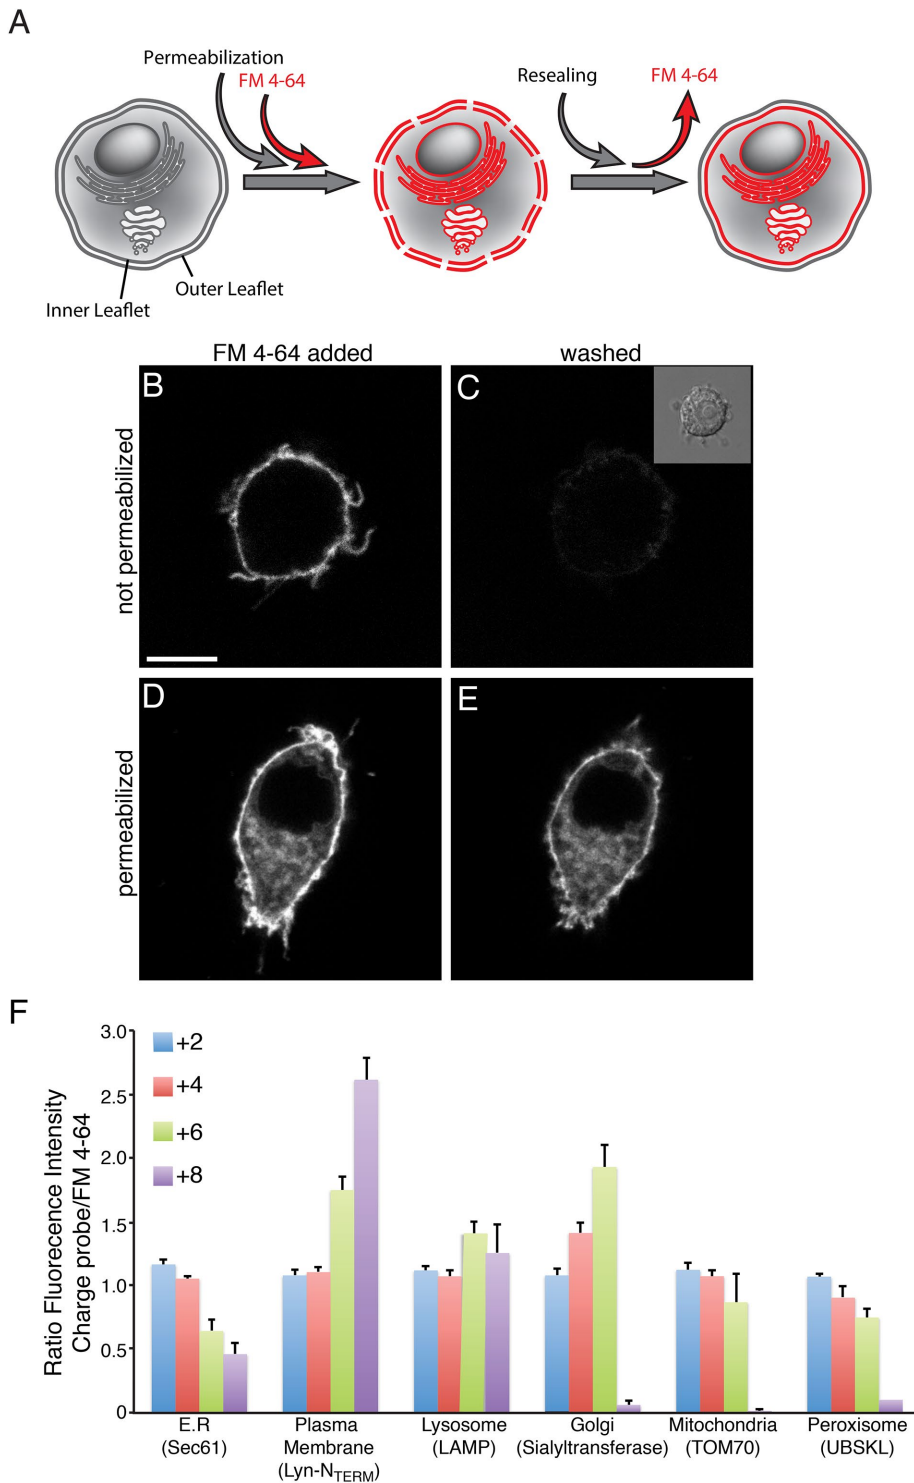 A
Permeabilization
FM 4-64
Resealing
FM 4-64
Outer Leaflet
Inner Leaflet
FM 4-64 added
washed
B
C
not permeabilized
D
E
permeabilized
F
Ratio Fluorecence Intensity
Charge probe/FM 4-64
3.0
2.5
2.0
1.5
1.0
0.5
0
+2
+4
+6
+8
E.R
(Sec61)
Plasma
Membrane
(Lyn-NTERM)
Lysosome
(LAMP)
Golgi
(Sialyltransferase)
Mitochondria
(TOM70)
Peroxisome
(UBSKL)